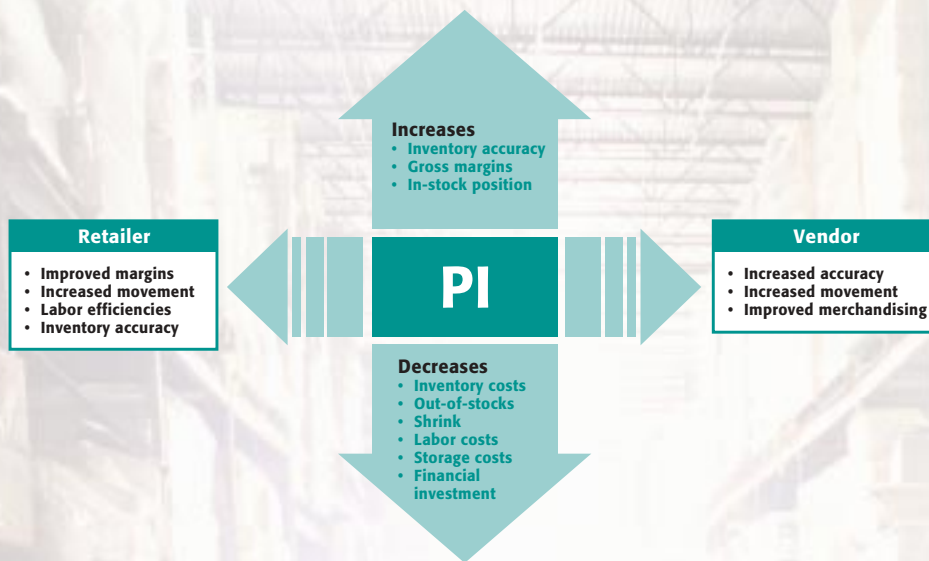 Increases
• Inventory accuracy
• Gross margins
• In-stock position
Retailer
• Improved margins
• Increased movement
• Labor efficiencies
• Inventory accuracy
PI
Vendor
• Increased accuracy
• Increased movement
• Improved merchandising
Decreases
• Inventory costs
• Out-of-stocks
• Shrink
• Labor costs
• Storage costs
• Financial
investment